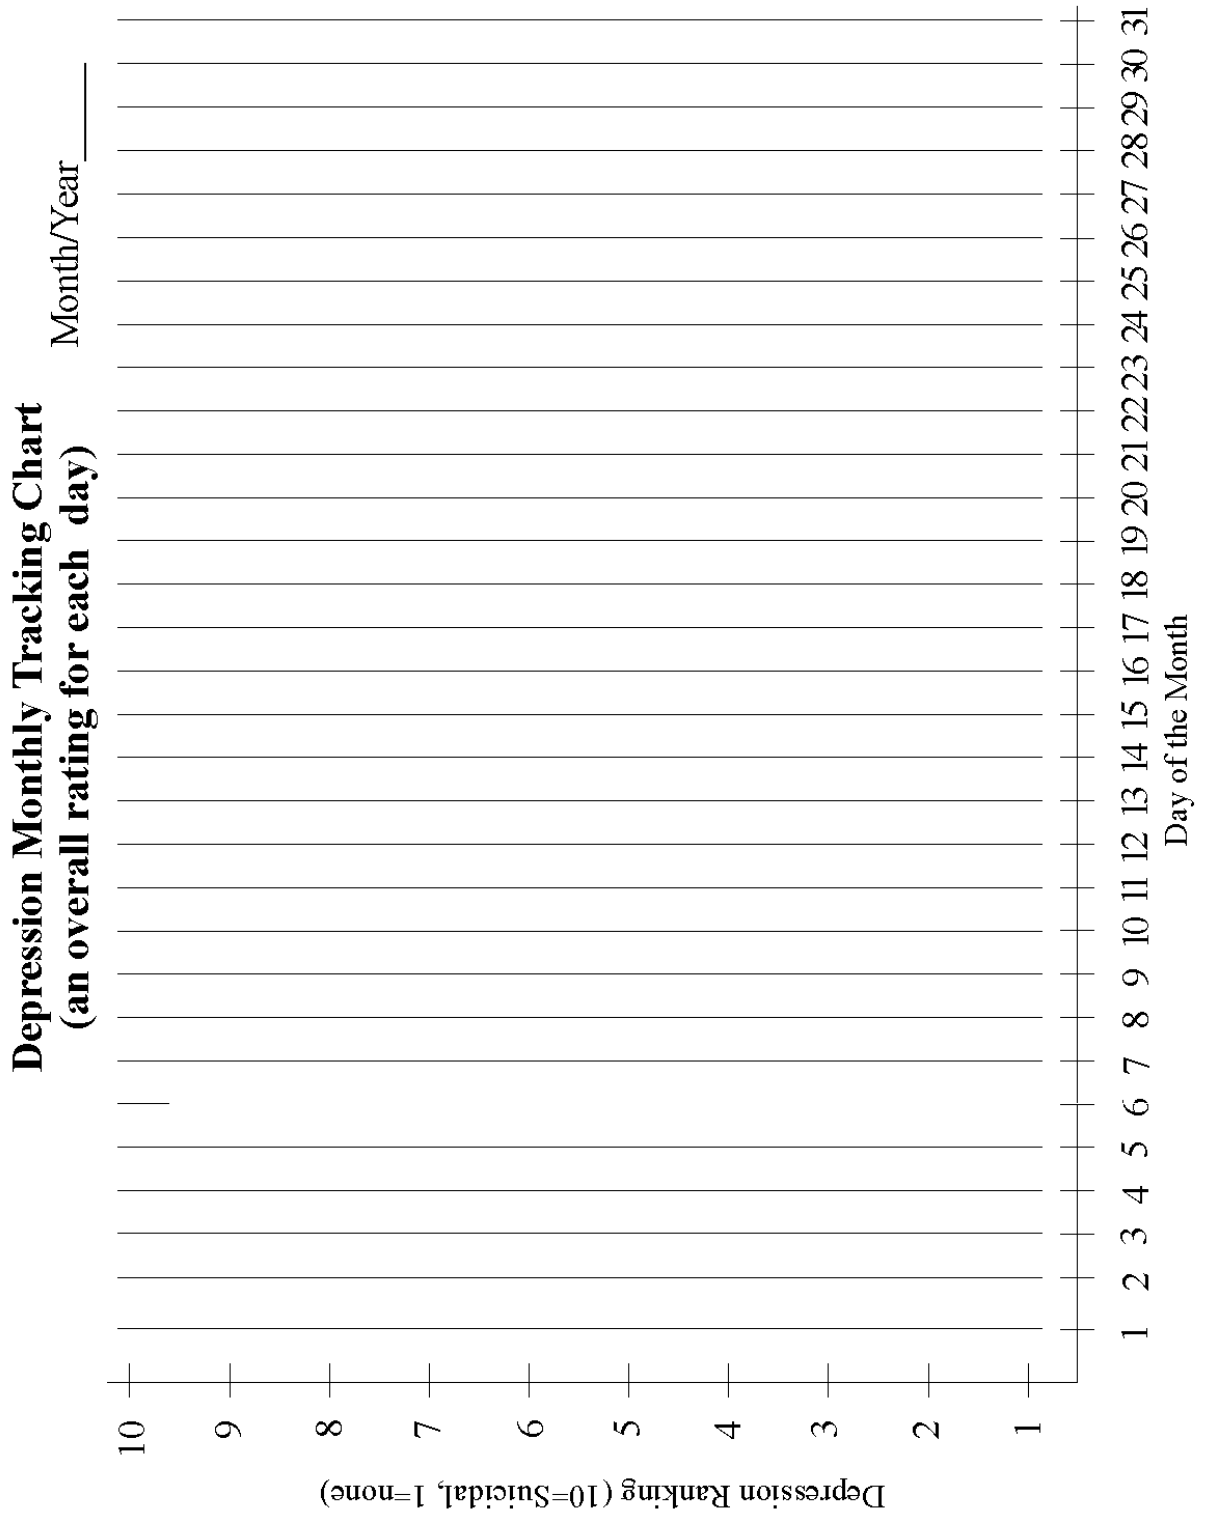 Depression Monthly Tracking Chart
(an overall rating for each day)
Month/Year_____
10
9
8
7
6
5
4
3
2
1
Depression Ranking (10=Suicidal, 1=none)
1 2 3 4 5 6 7 8 9 10 11 12 13 14 15 16 17 18 19 20 21 22 23 24 25 26 27 28 29 30 31
Day of the Month